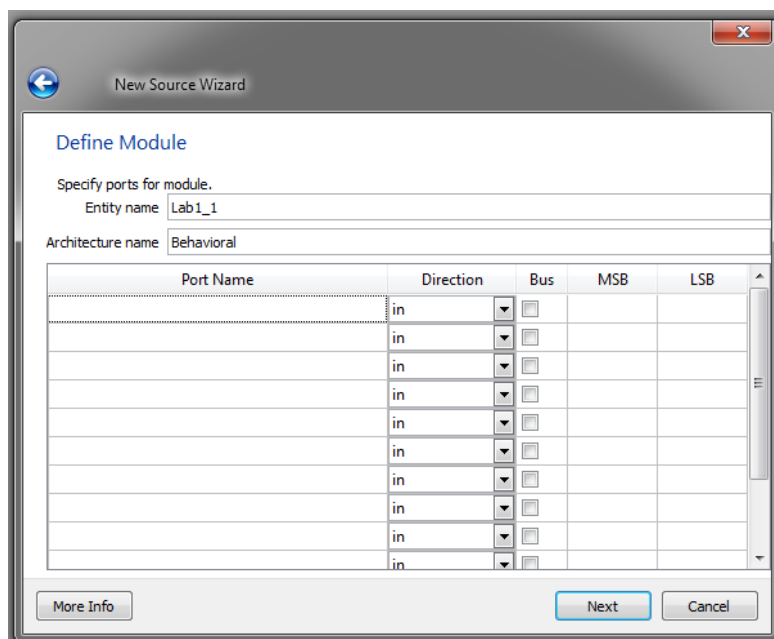 New Source Wizard
Define Module
Specify ports for module.
Entity name Lab1_1
Architecture name Behavioral
Port Name Direction Bus MSB LSB
in
in
in
in
in
in
in
in
in
in
More Info Next Cancel